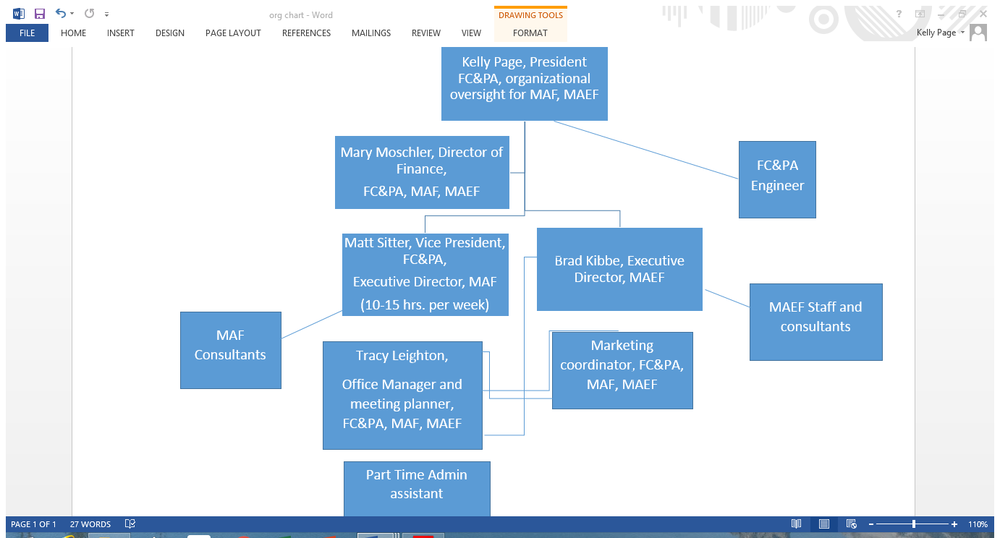 org chart - Word
DRAWING TOOLS
?
FILE HOME INSERT DESIGN PAGE LAYOUT REFERENCES MAILINGS REVIEW VIEW FORMAT
Kelly Page
Kelly Page, President
FC&PA, organizational
oversight for MAF, MAEF
Mary Moschler, Director of
Finance,
FC&PA, MAF, MAEF
FC&PA
Engineer
Matt Sitter, Vice President,
FC&PA,
Executive Director, MAF
(10-15 hrs. per week)
Brad Kibbe, Executive
Director, MAEF
MAEF Staff and
consultants
MAF
Consultants
Tracy Leighton,
Office Manager and
meeting planner,
FC&PA, MAF, MAEF
Marketing
coordinator, FC&PA,
MAF, MAEF
Part Time Admin
assistant
PAGE 1 OF 1 27 WORDS
110%